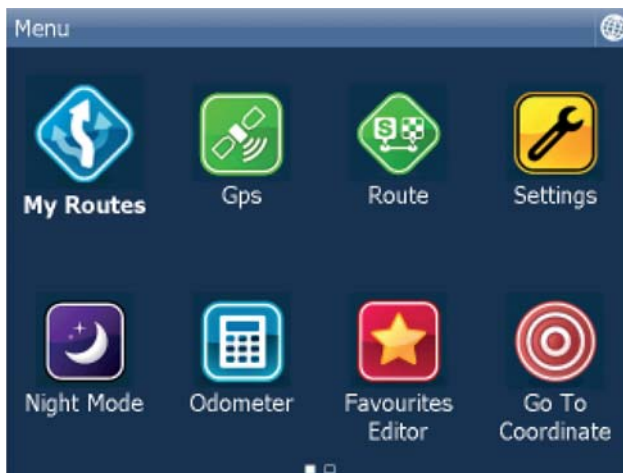 Menu
My Routes
Gps
Route
Settings
S
Night Mode
Odometer
Favourites
Editor
Go To
Coordinate